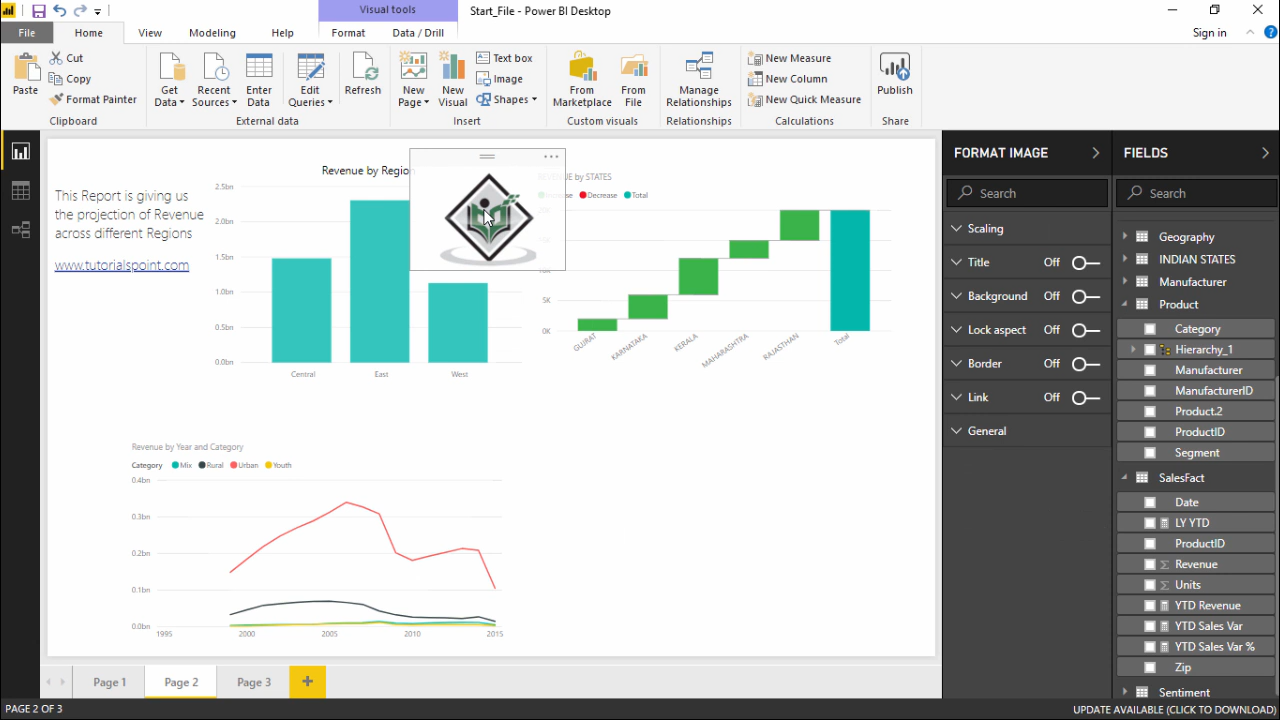 Visual tools
Start_File - Power BI Desktop
File
Home
View
Modeling
Help
Format
Data / Drill
Sign in
Paste
Cut
Copy
Format Painter
Clipboard
Get Data
Recent Sources
Enter Data
Edit Queries
Refresh
External data
New Page
New Visual
Text box
Image
Shapes
Insert
From Marketplace
From File
Custom visuals
Manage Relationships
Relationships
New Measure
New Column
New Quick Measure
Calculations
Publish
Share
This Report is giving us
the projection of Revenue
across different Regions
www.tutorialspoint.com
Revenue by Region
2.5bn
2.0bn
1.5bn
1.0bn
0.5bn
0.0bn
Central
East
West
REVENUE by STATES
Increase
Decrease
Total
5K
0K
GUJRAT
KARNATAKA
KERALA
MAHARASHTRA
RAJASTHAN
Total
Revenue by Year and Category
Category
Mix
Rural
Urban
Youth
0.4bn
0.3bn
0.2bn
0.1bn
0.0bn
1995
2000
2005
2010
2015
FORMAT IMAGE
Search
Scaling
Title Off
Background Off
Lock aspect Off
Border Off
Link Off
General
FIELDS
Search
Geography
INDIAN STATES
Manufacturer
Product
Category
Hierarchy_1
Manufacturer
ManufacturerID
Product.2
ProductID
Segment
SalesFact
Date
LY YTD
ProductID
Revenue
Units
YTD Revenue
YTD Sales Var
YTD Sales Var %
Zip
Sentiment
Page 1
Page 2
Page 3
PAGE 2 OF 3
UPDATE AVAILABLE (CLICK TO DOWNLOAD)